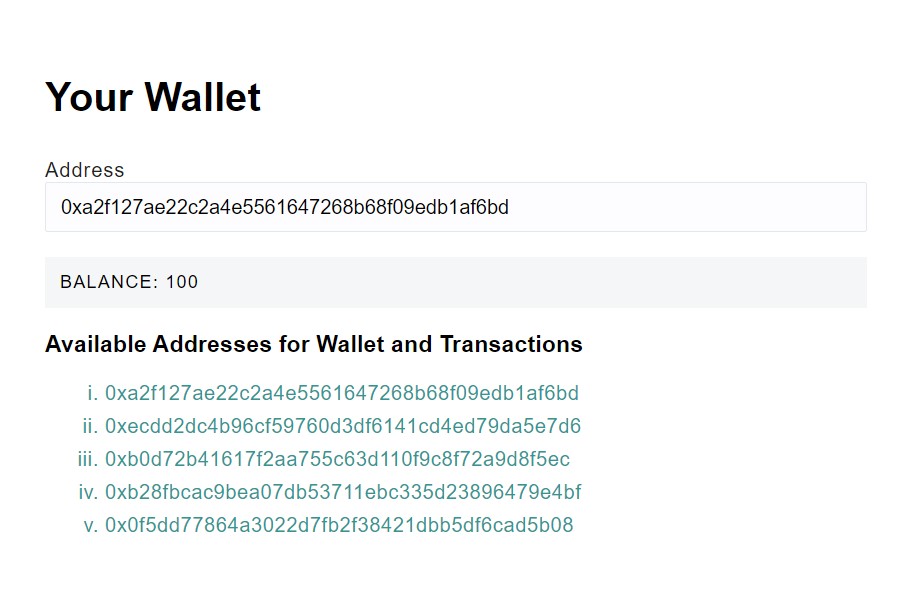 Your Wallet
Address
0xa2f127ae22c2a4e5561647268b68f09edb1af6bd
BALANCE: 100
Available Addresses for Wallet and Transactions
i. 0xa2f127ae22c2a4e5561647268b68f09edb1af6bd
ii. 0xecdd2dc4b96cf59760d3df6141cd4ed79da5e7d6
iii. 0xb0d72b41617f2aa755c63d110f9c8f72a9d8f5ec
iv. 0xb28fbcac9bea07db53711ebc335d23896479e4bf
v. 0x0f5dd77864a3022d7fb2f38421dbb5df6cad5b08